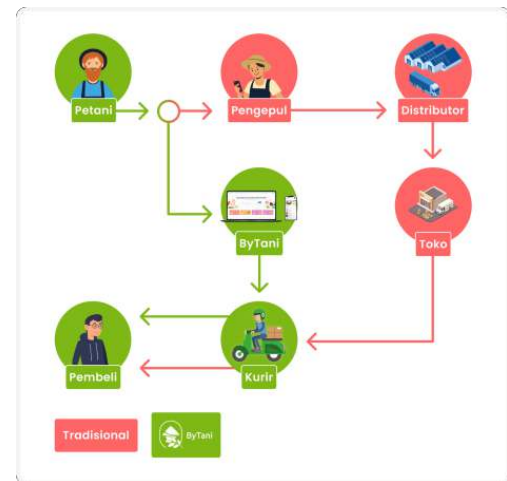 Petani
Pengepul
Distributor
ByTani
Toko
Pembeli
Kurir
Tradisional
ByTani